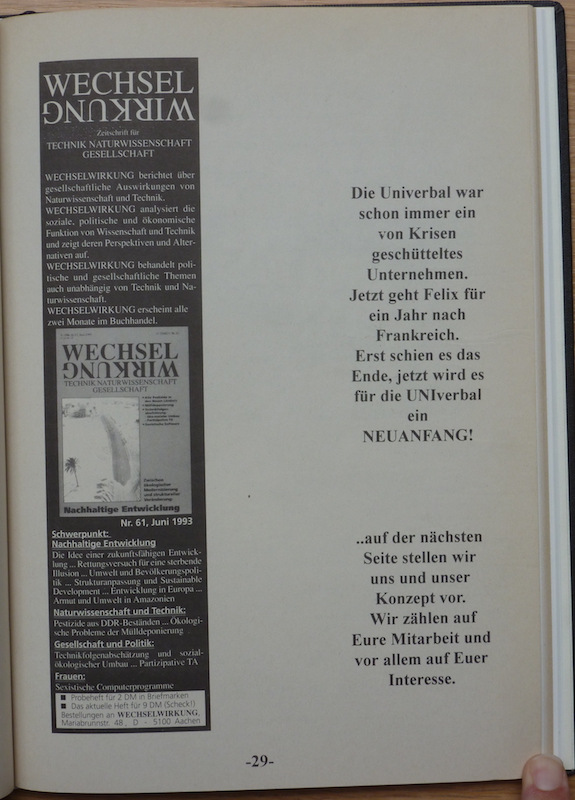 WECHSEL
WIRKUNG
Zeitschrift für
TECHNIK NATURWISSENSCHAFT
GESELLSCHAFT
WECHSELWIRKUNG berichtet über
gesellschaftliche Auswirkungen von
Naturwissenschaft und Technik.
WECHSELWIRKUNG analysiert die
soziale, politische und ökonomische
Funktion von Wissenschaft und Technik
und zeigt deren Perspektiven und Alter-
nativen auf.
WECHSELWIRKUNG behandelt poli-
tische und gesellschaftliche Themen
auch unabhängig von Technik und Na-
turwissenschaft.
WECHSELWIRKUNG erscheint alle
zwei Monate im Buchhandel.
WECHSEL
WIRKUNG
TECHNIK NATURWISSENSCHAFT
GESELLSCHAFT
Zwischen
ökologischer
Modernisierung
und struktureller
Veränderung:
Nachhaltige Entwicklung
Nr. 61, Juni 1993
Schwerpunkt:
Nachhaltige Entwicklung
Die Idee einer zukunftsfähigen Entwick-
lung ... Rettungsversuch für eine sterbende
Illusion ... Umwelt und Bevölkerungspoli-
tik ... Strukturanpassung und Sustainable
Development ... Entwicklung in Europa ...
Armut und Umwelt in Amazonien
Naturwissenschaft und Technik:
Pestizide aus DDR-Beständen ... Ökologi-
sche Probleme der Mülldeponierung
Gesellschaft und Politik:
Technikfolgenabschätzung und sozial-
ökologischer Umbau ... Partizipative TA
Frauen:
Sexistische Computerprogramme
■ Probeheft für 2 DM in Briefmarken
■ Das aktuelle Heft für 9 DM (Scheck!)
Bestellungen an WECHSELWIRKUNG,
Mariabrunnstr. 48, D - 5100 Aachen
Die Univerbal war
schon immer ein
von Krisen
geschütteltes
Unternehmen.
Jetzt geht Felix für
ein Jahr nach
Frankreich.
Erst schien es das
Ende, jetzt wird es
für die UNIverbal
ein
NEUANFANG!
..auf der nächsten
Seite stellen wir
uns und unser
Konzept vor.
Wir zählen auf
Eure Mitarbeit und
vor allem auf Euer
Interesse.
-29-